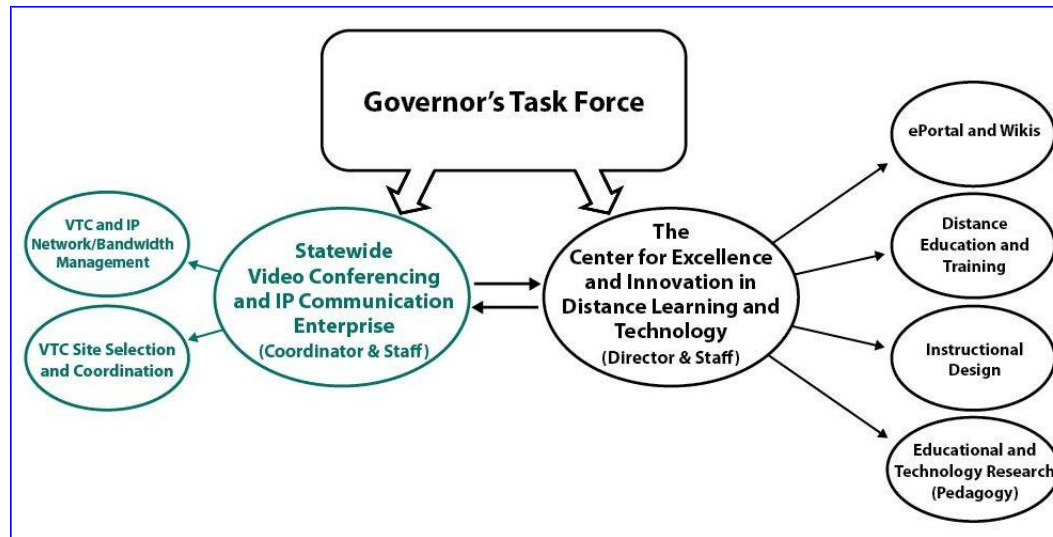 Governor's Task Force
VTC and IP
Network/Bandwidth
Management
VTC Site Selection
and Coordination
Statewide
Video Conferencing
and IP Communication
Enterprise
(Coordinator & Staff)
The
Center for Excellence
and Innovation in
Distance Learning and
Technology
(Director & Staff)
ePortal and Wikis
Distance
Education and
Training
Instructional
Design
Educational and
Technology Research
(Pedagogy)